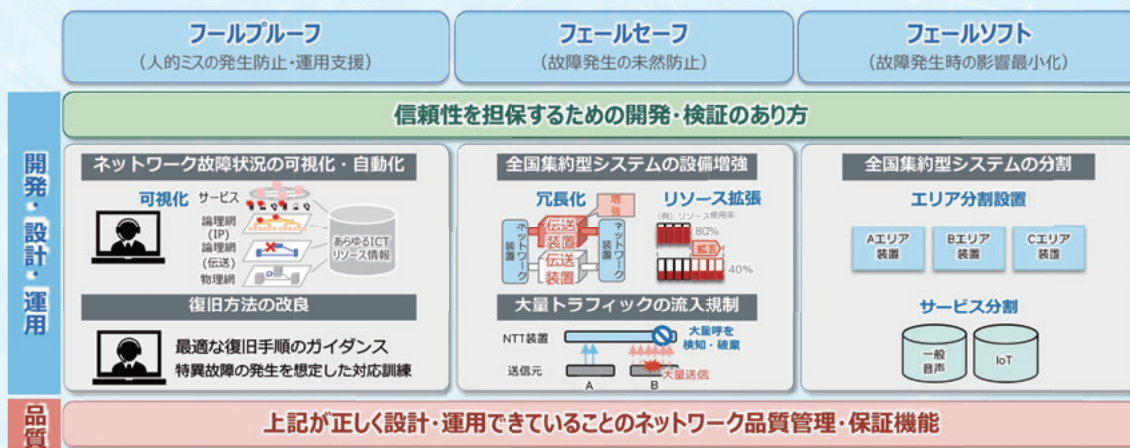 フールプルーフ
(人的ミスの発生防止・運用支援)
フェールセーフ
(故障発生の未然防止)
フェールソフト
(故障発生時の影響最小化)
開発・設計・運用
信頼性を担保するための開発・検証のあり方
ネットワーク故障状況の可視化・自動化
可視化
サービス
論理網
(IP)
論理網
(伝送)
物理網
あらゆるICT
リソース情報
復旧方法の改良
最適な復旧手順のガイダンス
特異故障の発生を想定した対応訓練
全国集約型システムの設備増強
冗長化
増強
ネットワーク装置
伝送
装置
伝送
装置
ネットワーク装置
リソース拡張
(例) リソース使用率
80%
拡張
40%
大量トラフィックの流入規制
NTT装置
大量呼を
検知・破棄
送信元
大量送信
A
B
全国集約型システムの分割
エリア分割設置
Aエリア
装置
Bエリア
装置
Cエリア
装置
サービス分割
一般
音声
IoT
品質
上記が正しく設計・運用できていることのネットワーク品質管理・保証機能